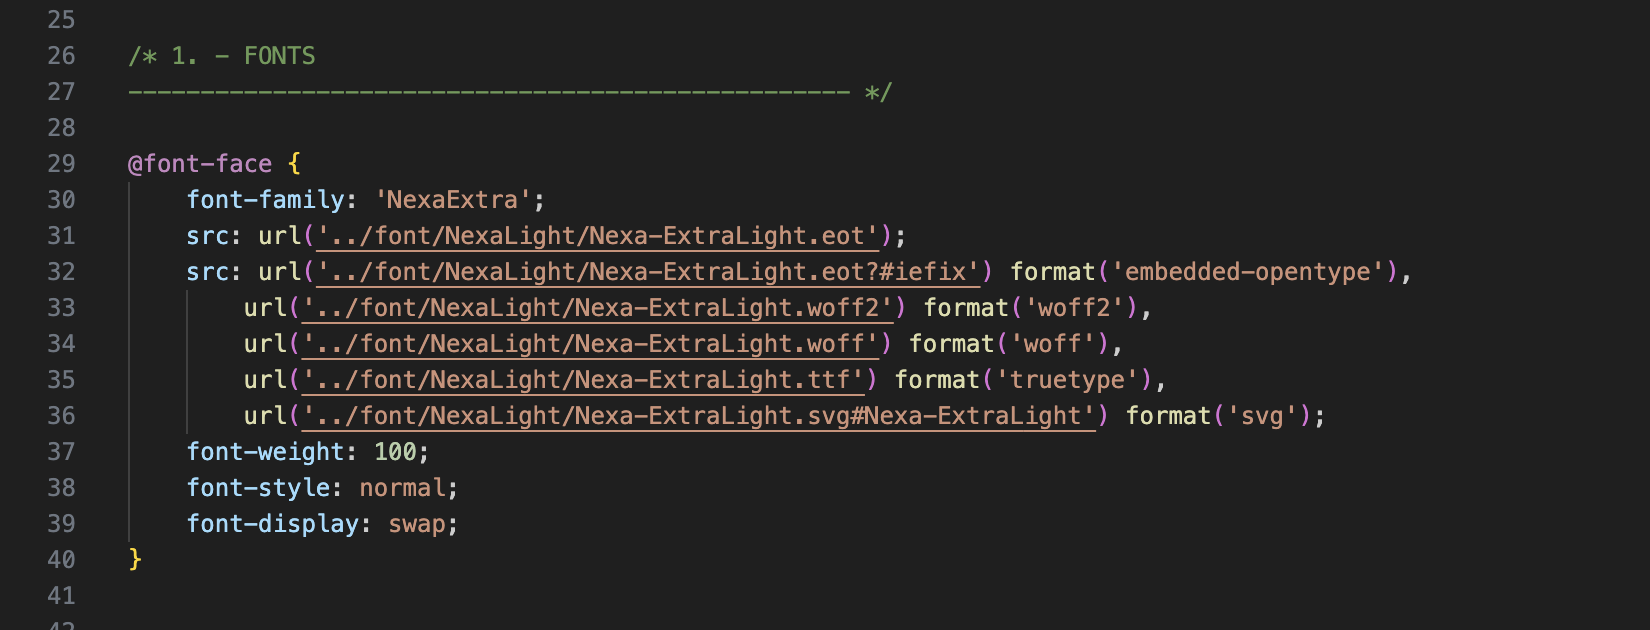 25
26 /* 1. - FONTS
27 -------------------------------------------------- */
28
29 @font-face {
30 font-family: 'NexaExtra';
31 src: url('../font/NexaLight/Nexa-ExtraLight.eot');
32 src: url('../font/NexaLight/Nexa-ExtraLight.eot?#iefix') format('embedded-opentype'),
33 url('../font/NexaLight/Nexa-ExtraLight.woff2') format('woff2'),
34 url('../font/NexaLight/Nexa-ExtraLight.woff') format('woff'),
35 url('../font/NexaLight/Nexa-ExtraLight.ttf') format('truetype'),
36 url('../font/NexaLight/Nexa-ExtraLight.svg#Nexa-ExtraLight') format('svg');
37 font-weight: 100;
38 font-style: normal;
39 font-display: swap;
40 }
41
42